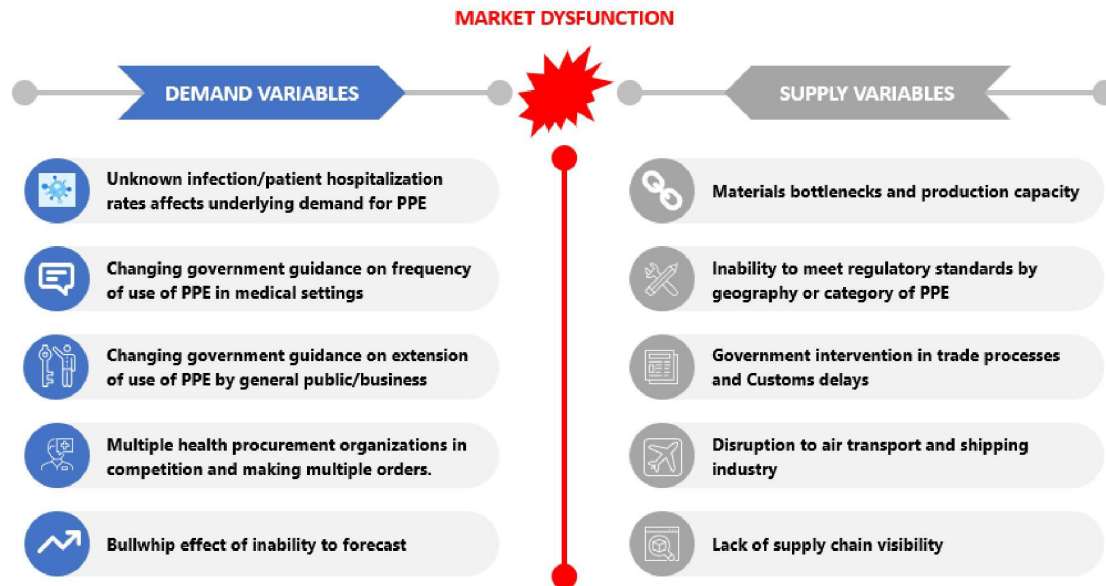 MARKET DYSFUNCTION
DEMAND VARIABLES
Unknown infection/patient hospitalization
rates affects underlying demand for PPE
Changing government guidance on frequency
of use of PPE in medical settings
Changing government guidance on extension
of use of PPE by general public/business
Multiple health procurement organizations in
competition and making multiple orders.
Bullwhip effect of inability to forecast
SUPPLY VARIABLES
Materials bottlenecks and production capacity
Inability to meet regulatory standards by
geography or category of PPE
Government intervention in trade processes
and Customs delays
Disruption to air transport and shipping
industry
Lack of supply chain visibility